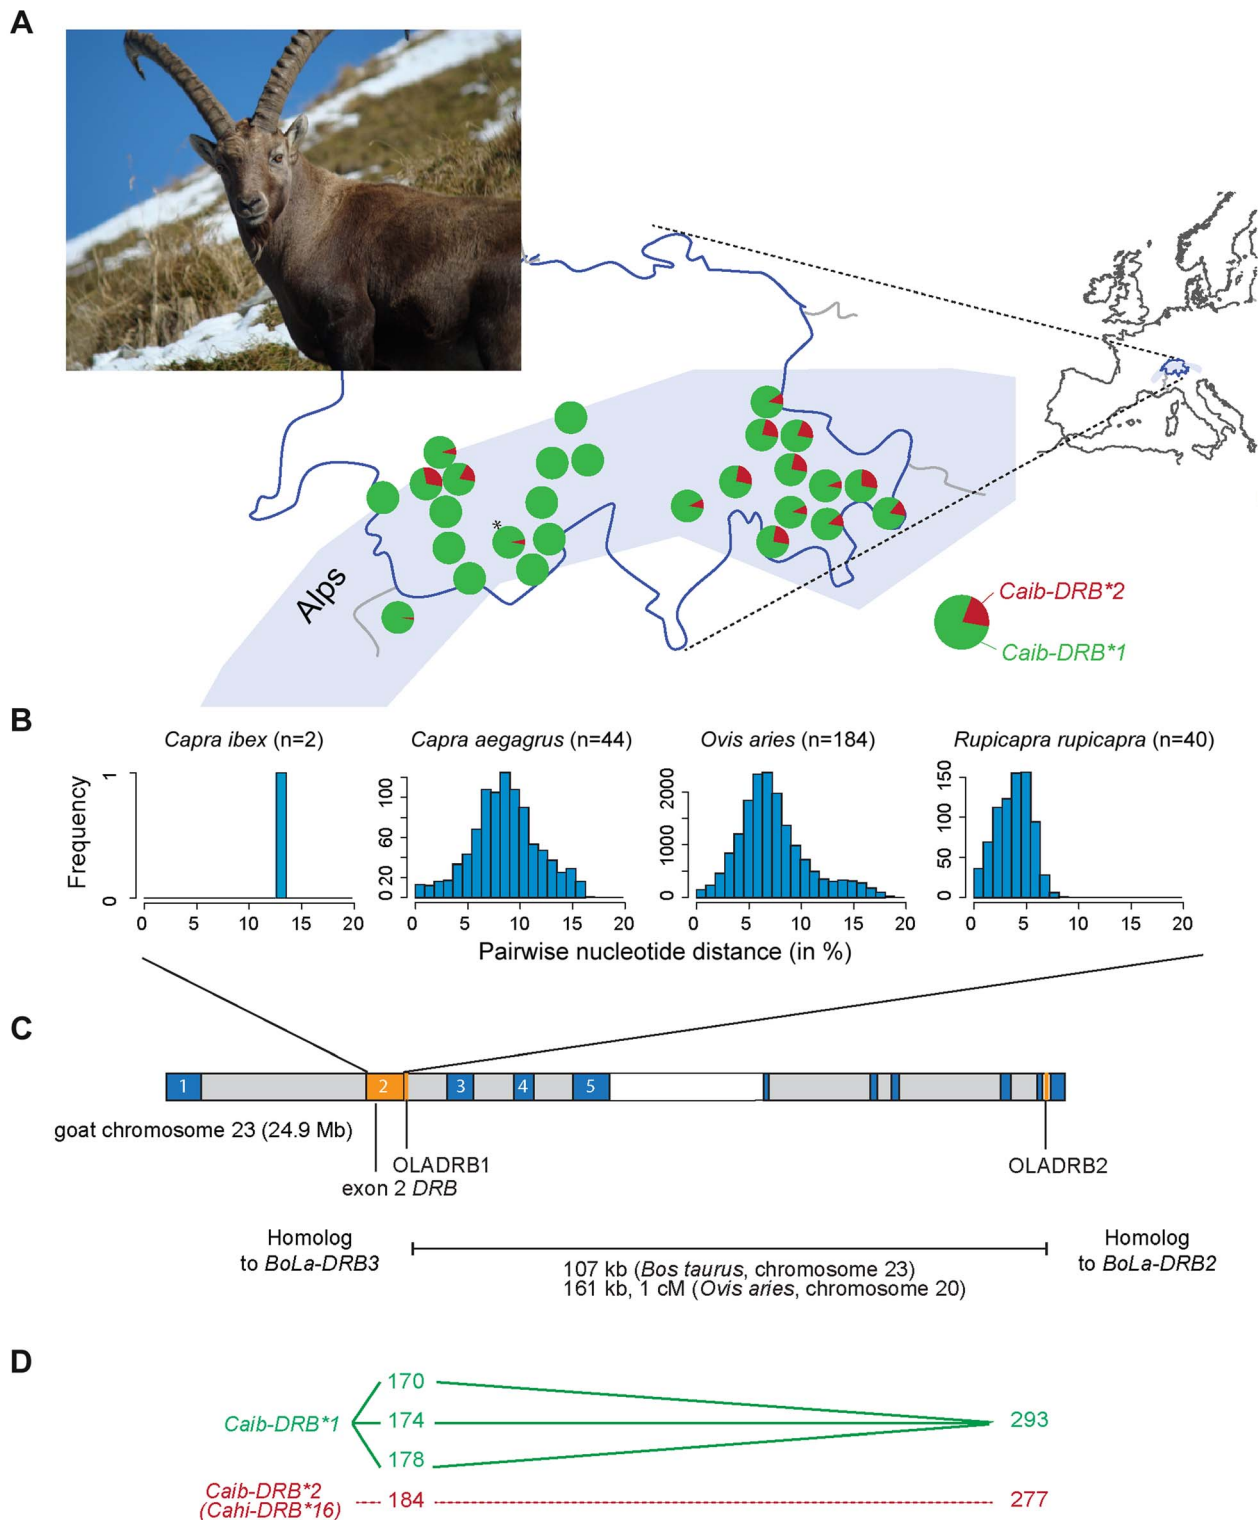 A
*
Alps
Caib-DRB*2
Caib-DRB*1
B
Capra ibex (n=2)
Capra aegagrus (n=44)
Ovis aries (n=184)
Rupicapra rupicapra (n=40)
Frequency
0 1
20 60 100
0 1000 2000
0 50 100 150
0 5 10 15 20
0 5 10 15 20
0 5 10 15 20
0 5 10 15 20
Pairwise nucleotide distance (in %)
C
1 2 3 4 5
goat chromosome 23 (24.9 Mb)
OLADRB1
exon 2 DRB
OLADRB2
Homolog
to BoLa-DRB3
107 kb (Bos taurus, chromosome 23)
161 kb, 1 cM (Ovis aries, chromosome 20)
Homolog
to BoLa-DRB2
D
170
Caib-DRB*1 174 293
178
Caib-DRB*2
(Cahi-DRB*16) 184 277